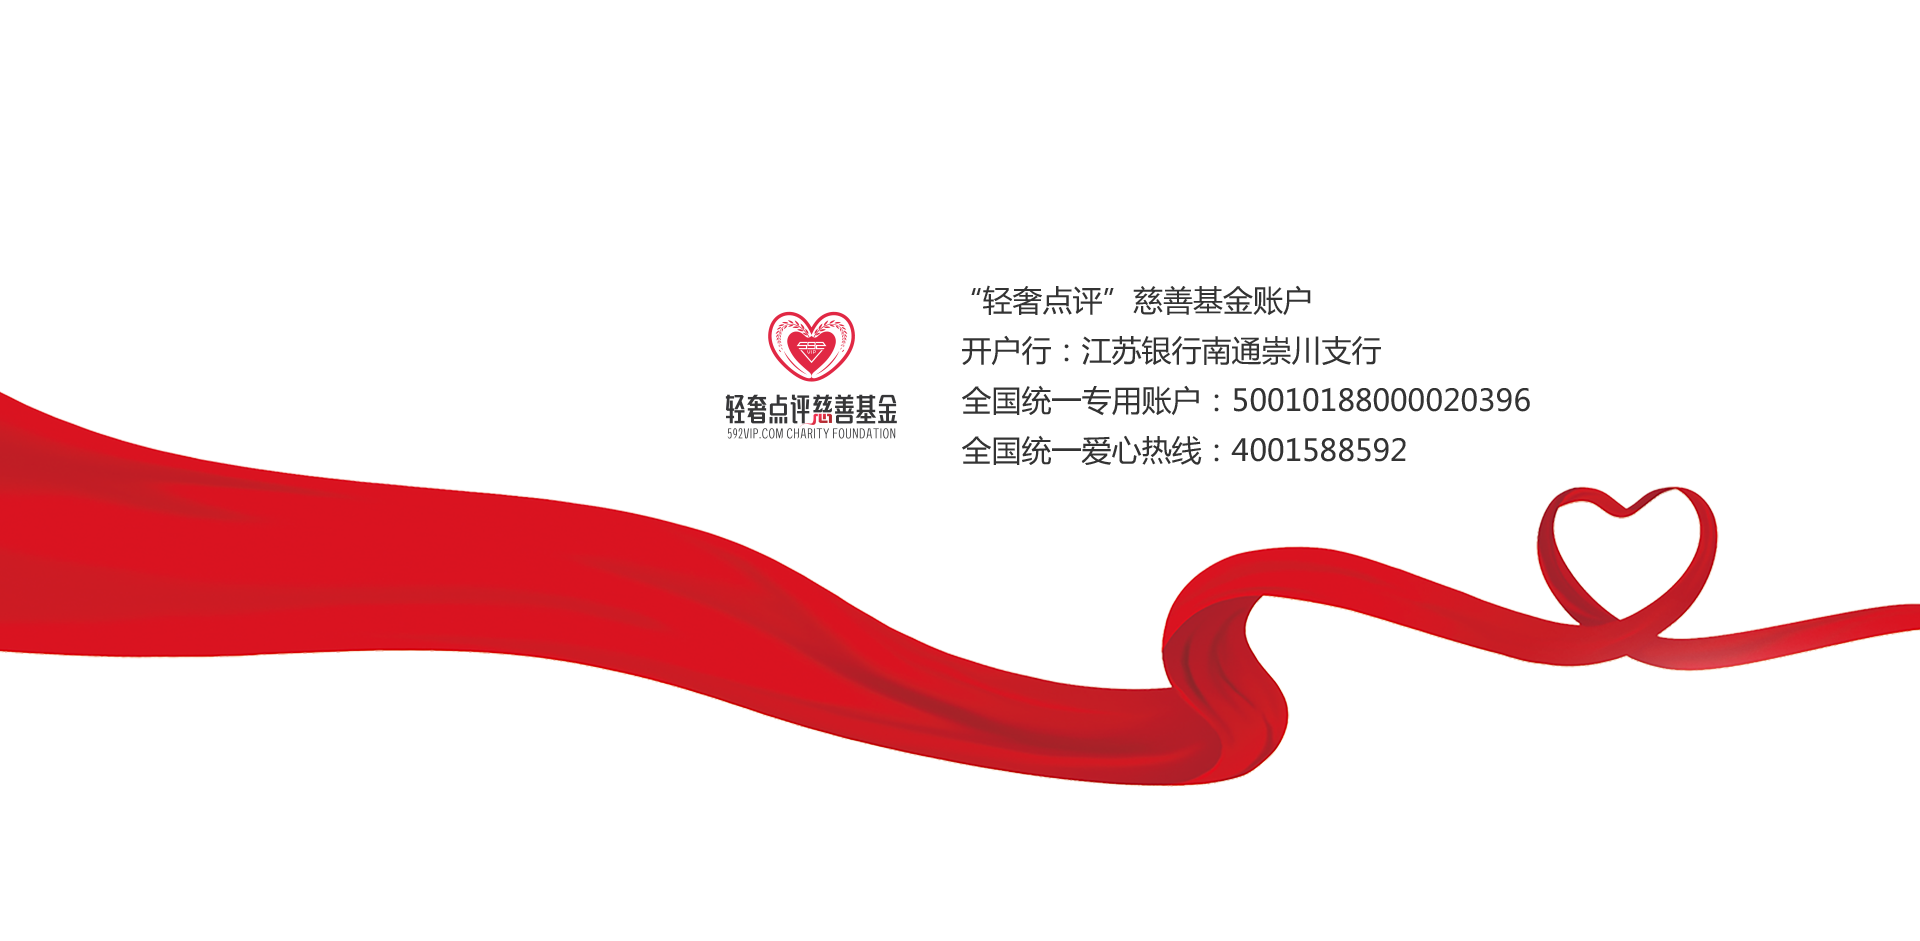 轻奢点评慈善基金
592VIP.COM CHARITY FOUNDATION
“轻奢点评”慈善基金账户
开户行：江苏银行南通崇川支行
全国统一专用账户：50010188000020396
全国统一爱心热线：4001588592
VIP